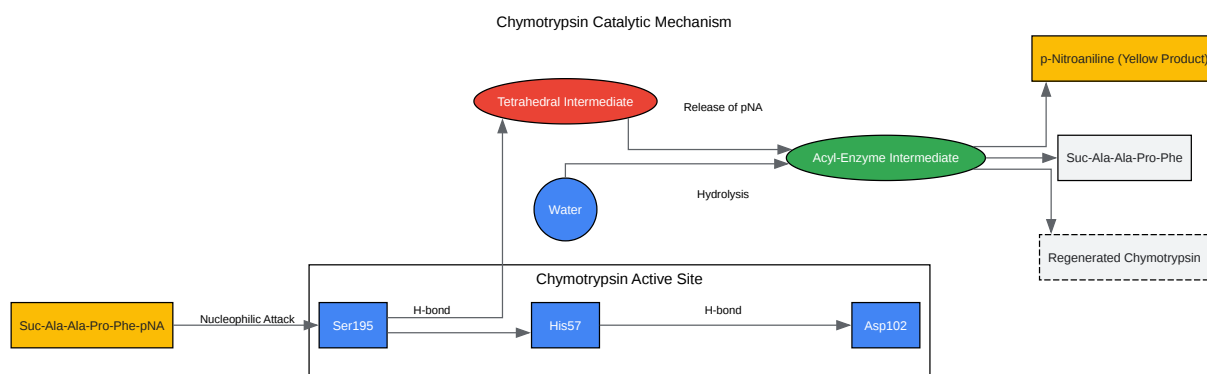 Chymotrypsin Catalytic Mechanism
p-Nitroaniline (Yellow Product)
Tetrahedral Intermediate
Release of pNA
Acyl-Enzyme Intermediate
Suc-Ala-Ala-Pro-Phe
Water
Hydrolysis
Regenerated Chymotrypsin
Chymotrypsin Active Site
Suc-Ala-Ala-Pro-Phe-pNA
Nucleophilic Attack
Ser195
H-bond
His57
H-bond
Asp102